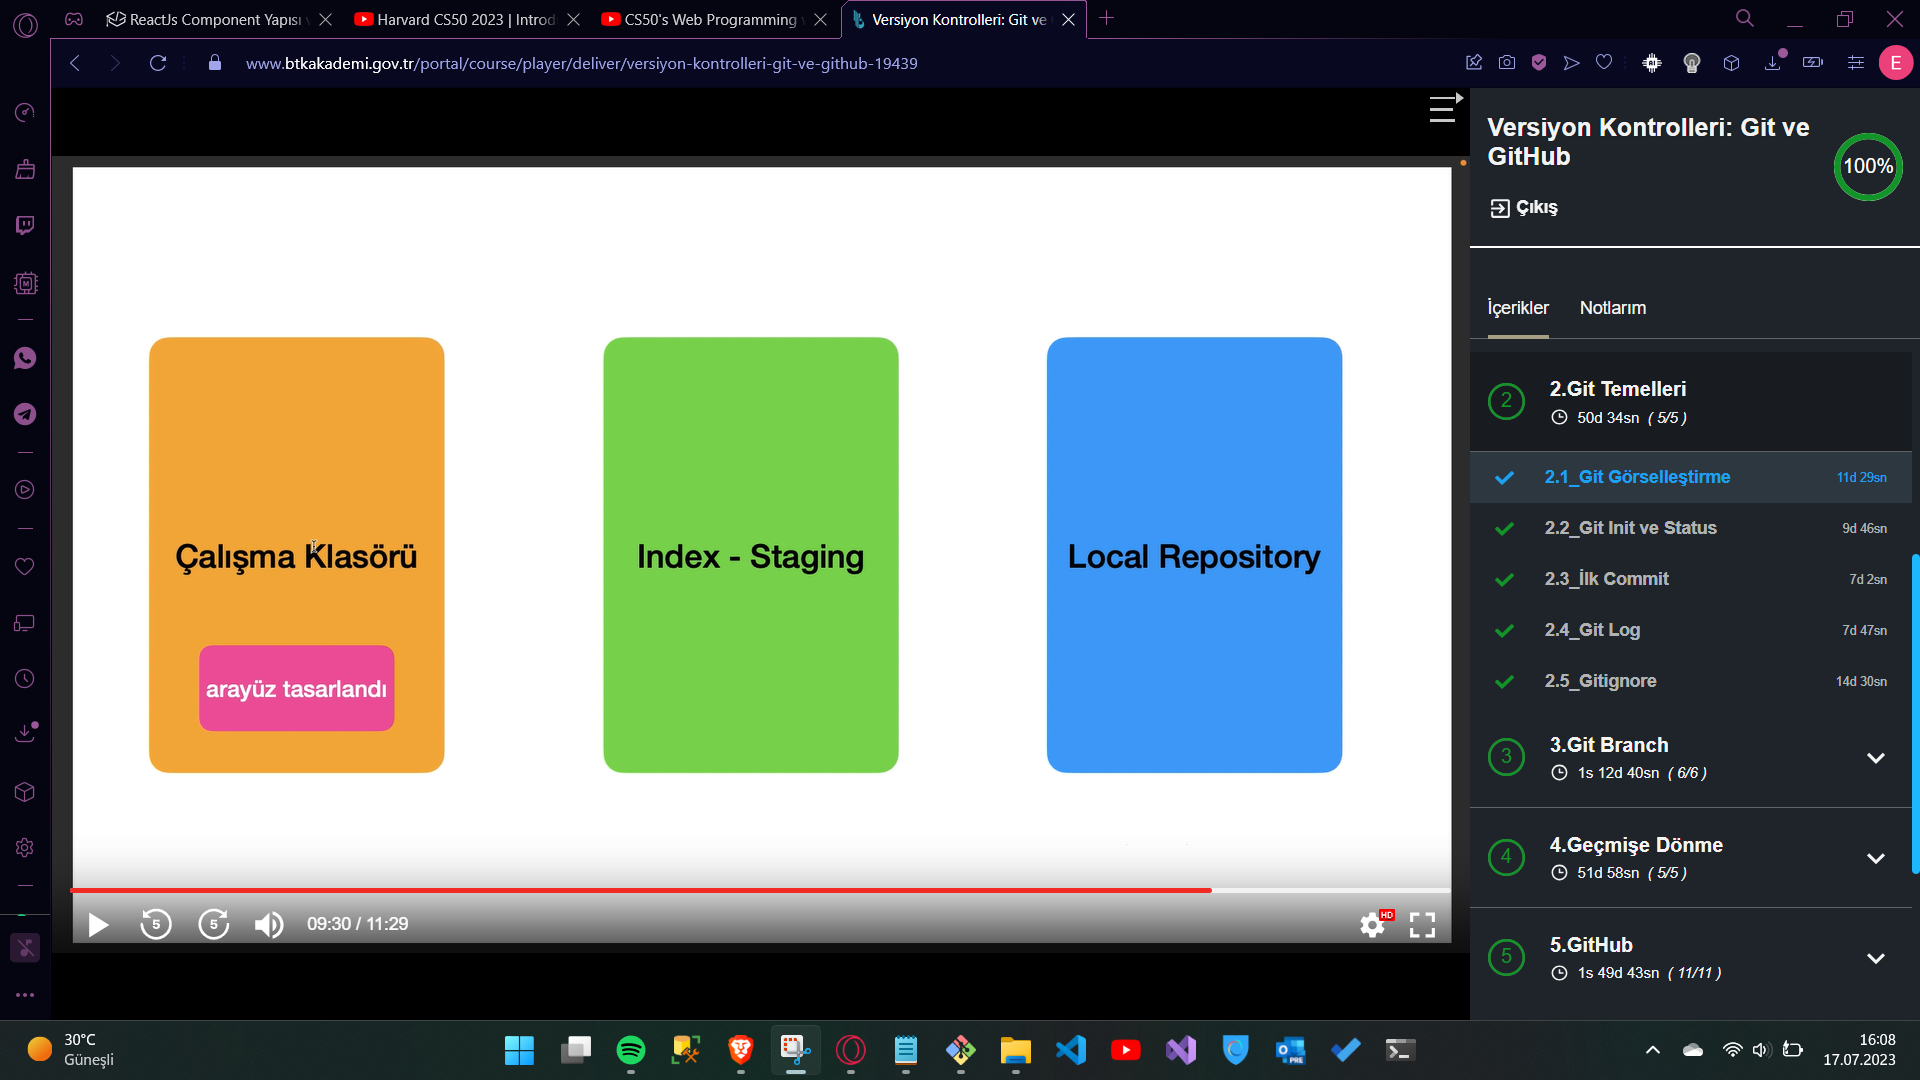 ReactJs Component Yapısı
Harvard CS50 2023 | Introd
CS50's Web Programming
Versiyon Kontrolleri: Git ve
www.btkakademi.gov.tr/portal/course/player/deliver/versiyon-kontrolleri-git-ve-github-19439
E
Versiyon Kontrolleri: Git ve
GitHub
100%
Çıkış
İçerikler
Notlarım
2
2.Git Temelleri
50d 34sn ( 5/5 )
2.1_Git Görselleştirme
11d 29sn
2.2_Git Init ve Status
9d 46sn
2.3_İlk Commit
7d 2sn
2.4_Git Log
7d 47sn
2.5_Gitignore
14d 30sn
3
3.Git Branch
1s 12d 40sn ( 6/6 )
4
4.Geçmişe Dönme
51d 58sn ( 5/5 )
5
5.GitHub
1s 49d 43sn ( 11/11 )
Çalışma Klasörü
arayüz tasarlandı
Index - Staging
Local Repository
5
5
09:30 / 11:29
HD
30°C
Güneşli
PRE
16:08
17.07.2023